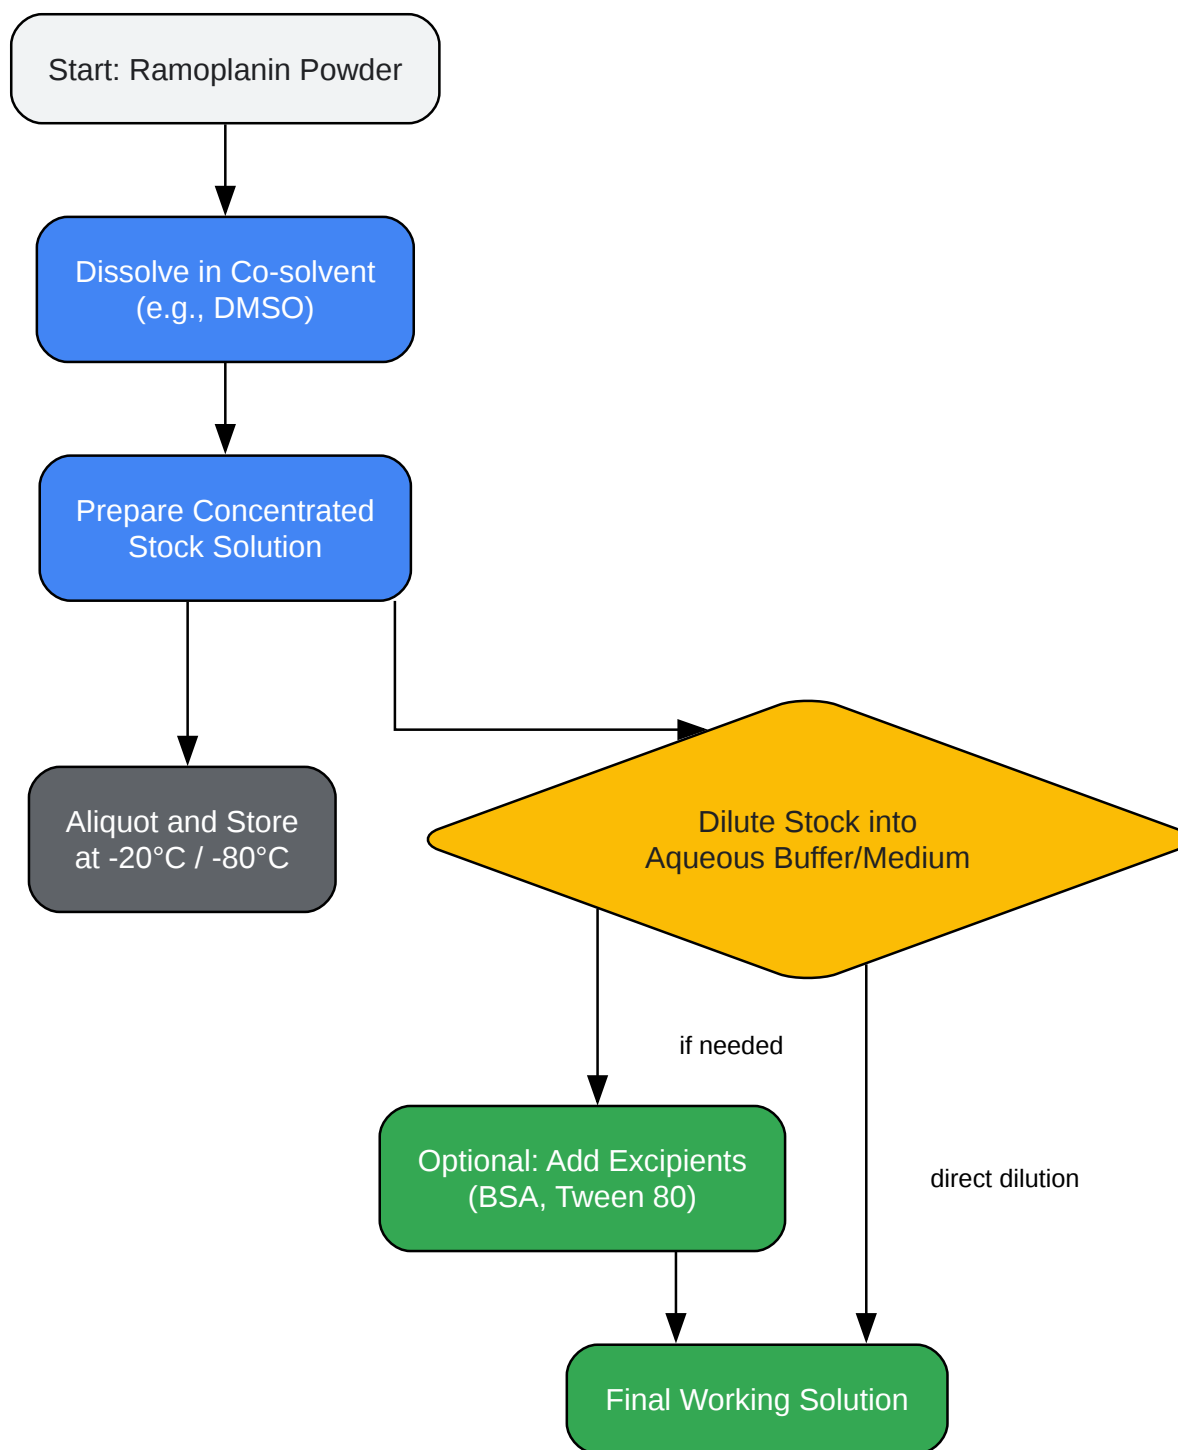 Start: Ramoplanin Powder
Dissolve in Co-solvent
(e.g., DMSO)
Prepare Concentrated
Stock Solution
Aliquot and Store
at -20°C / -80°C
Dilute Stock into
Aqueous Buffer/Medium
if needed
Optional: Add Excipients
(BSA, Tween 80)
direct dilution
Final Working Solution